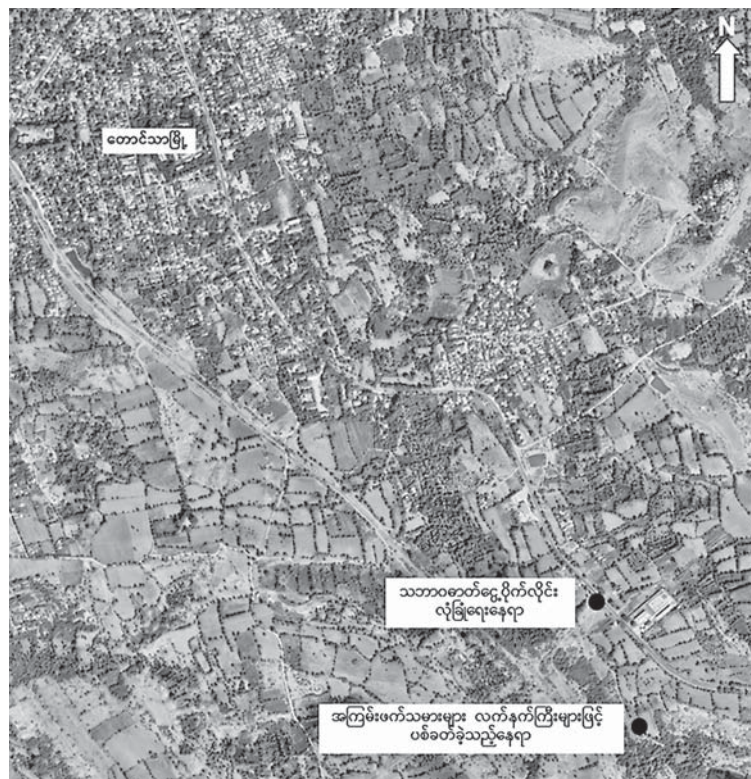 N
တောင်သာမြို့
သဘာဝဓာတ်ငွေ့ပိုက်လိုင်း
လုံခြုံရေးနေရာ
အကြမ်းဖက်သမားများ လက်နက်ကြီးများဖြင့်
ပစ်ခတ်ခဲ့သည့်နေရာ